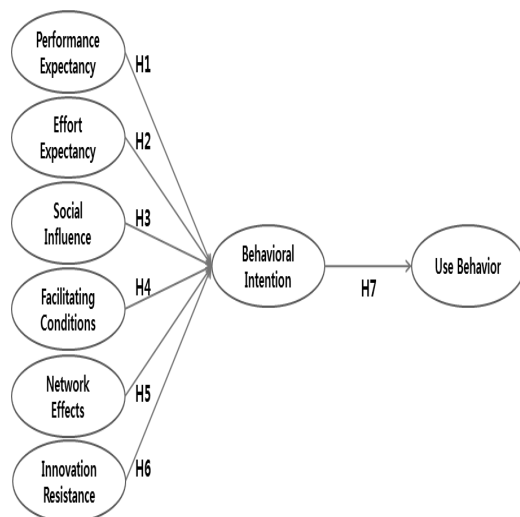 Performance
Expectancy
H1
Effort
Expectancy
H2
Social
Influence
H3
Facilitating
Conditions
H4
Network
Effects
H5
Innovation
Resistance
H6
Behavioral
Intention
H7
Use Behavior